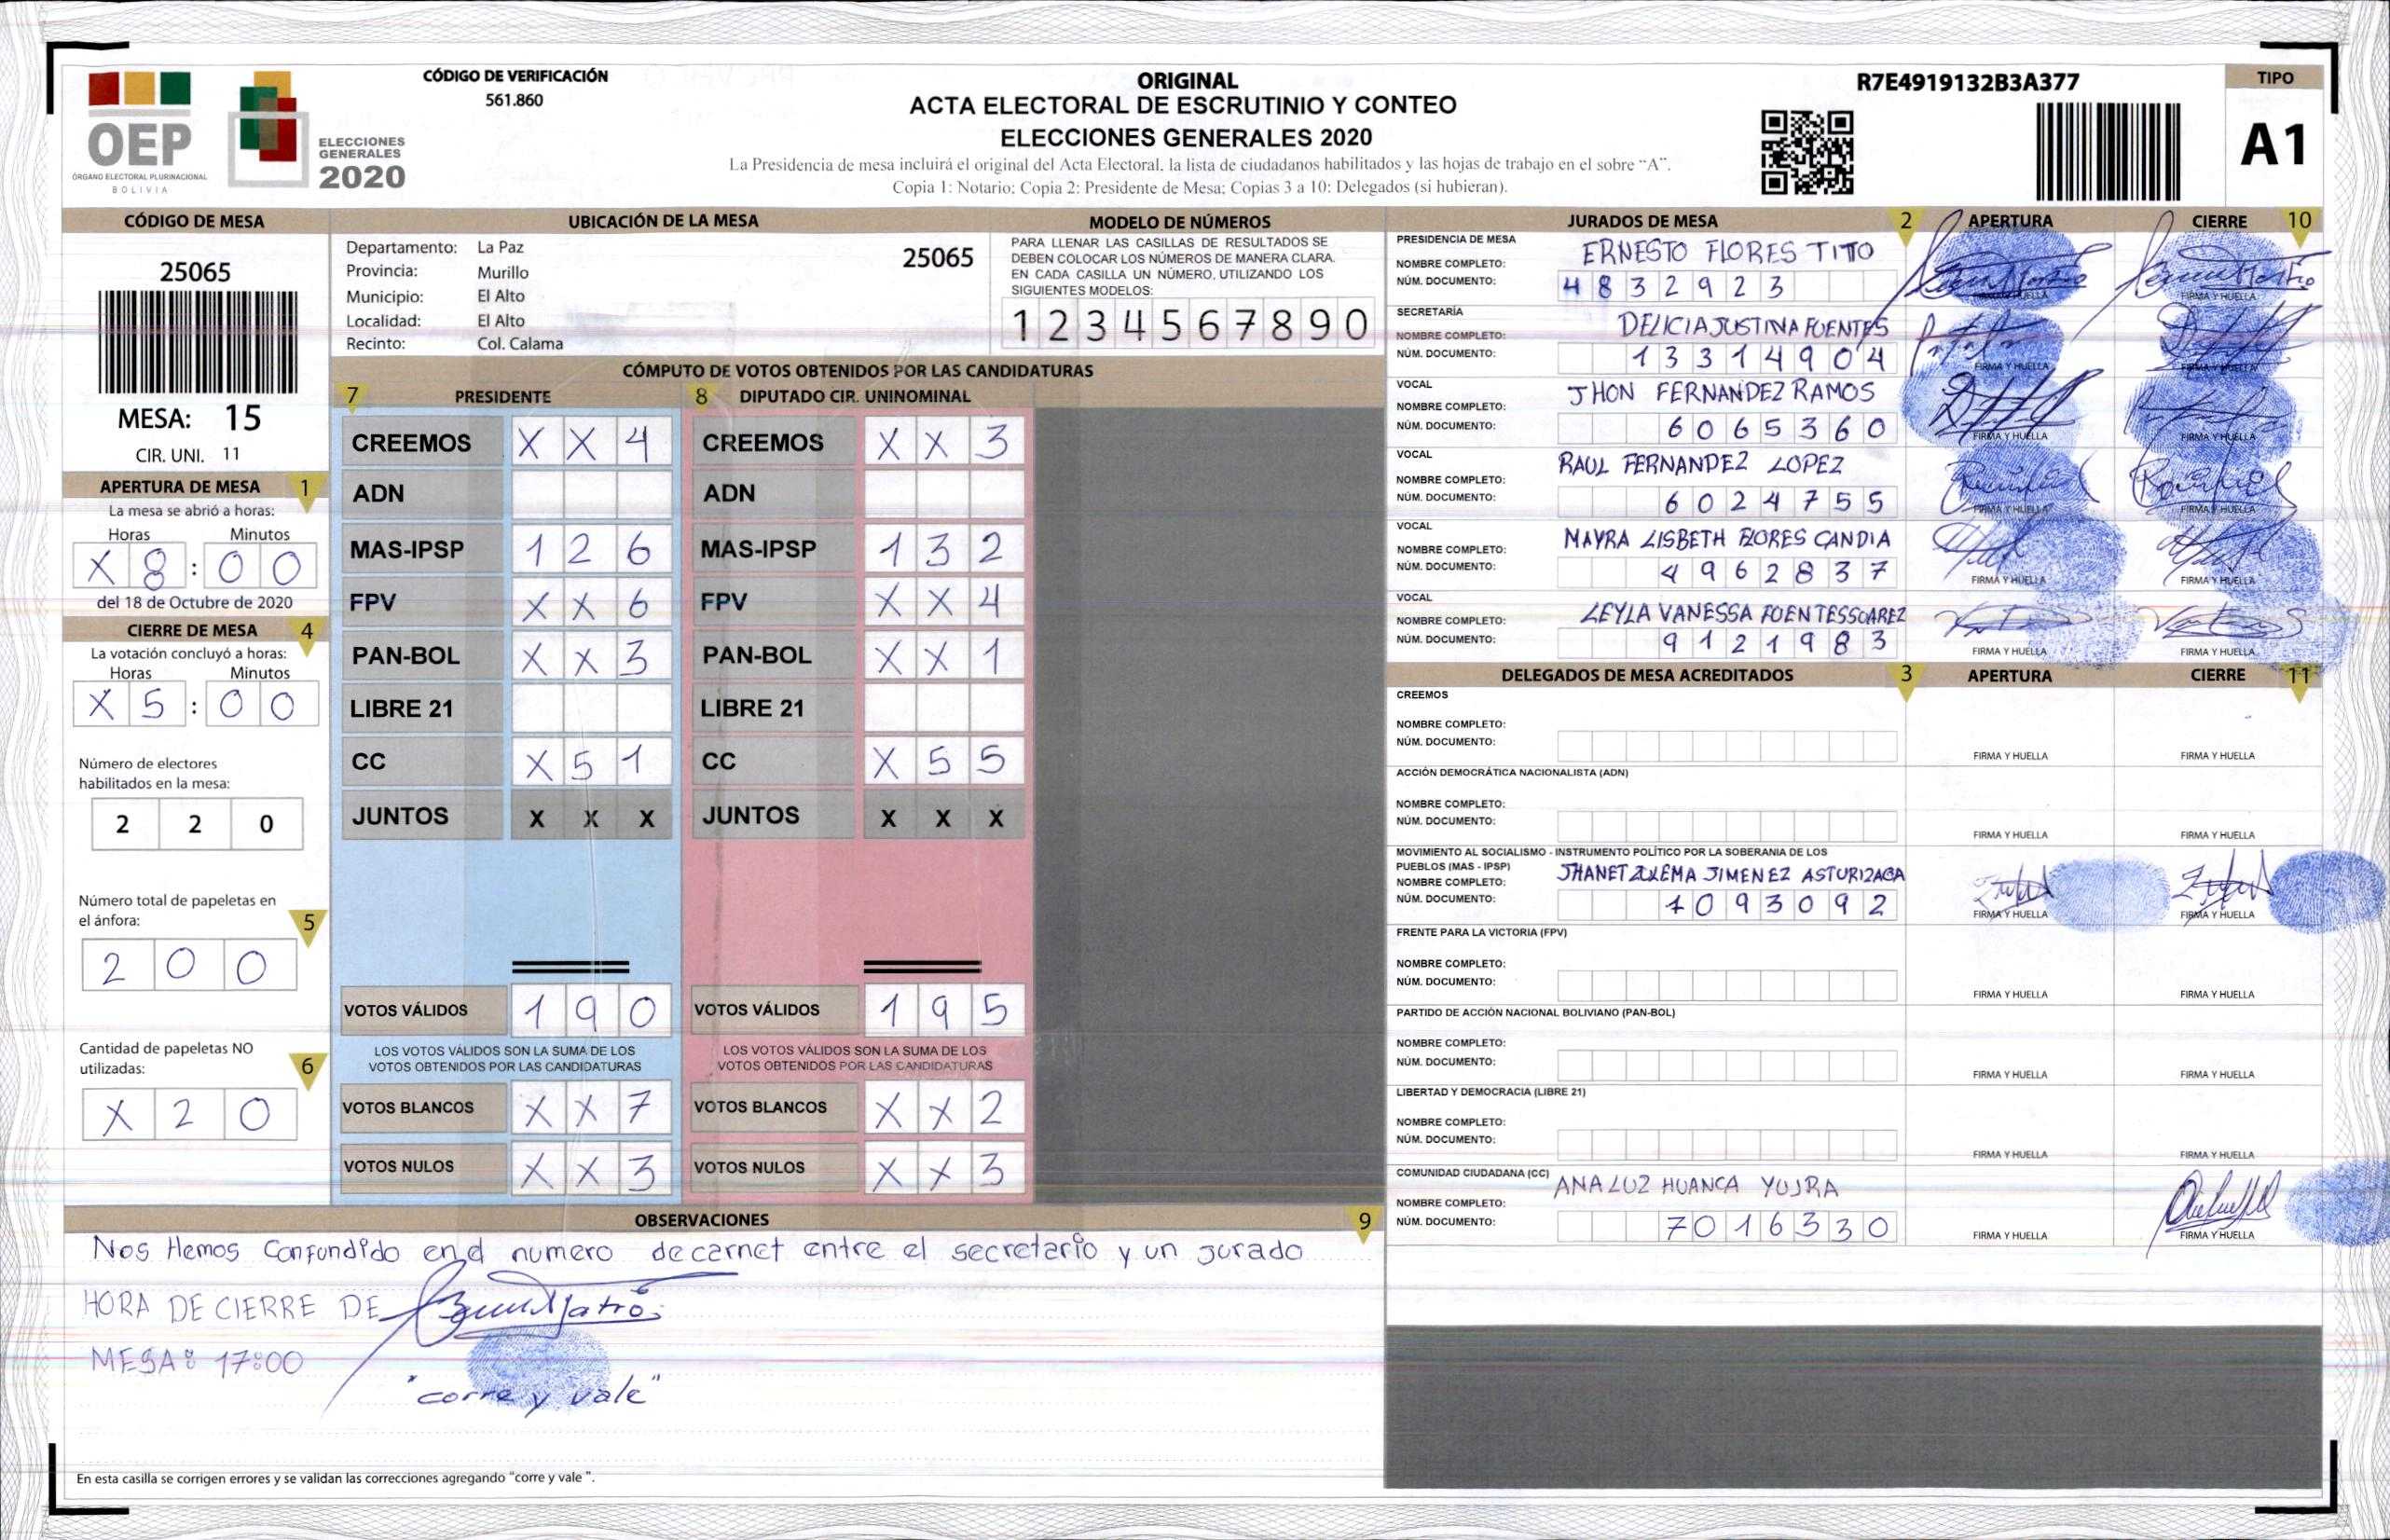 OEP
ÓRGANO ELECTORAL PLURINACIONAL
BOLIVIA
ELECCIONES
GENERALES
2020
CÓDIGO DE VERIFICACIÓN
561.860
ORIGINAL
ACTA ELECTORAL DE ESCRUTINIO Y CONTEO
ELECCIONES GENERALES 2020
La Presidencia de mesa incluirá el original del Acta Electoral, la lista de ciudadanos habilitados y las hojas de trabajo en el sobre "A".
Copia 1: Notario; Copia 2: Presidente de Mesa; Copias 3 a 10: Delegados (si hubieran).
R7E4919132B3A377
TIPO
A1
CÓDIGO DE MESA
25065
MESA: 15
CIR. UNI. 11
APERTURA DE MESA 1
La mesa se abrió a horas:
Horas Minutos
X 8 : 0 0
del 18 de Octubre de 2020
CIERRE DE MESA 4
La votación concluyó a horas:
Horas Minutos
X 5 : 0 0
Número de electores
habilitados en la mesa:
2 2 0
Número total de papeletas en
el ánfora: 5
2 0 0
Cantidad de papeletas NO
utilizadas: 6
X 2 0
UBICACIÓN DE LA MESA
Departamento: La Paz 25065
Provincia: Murillo
Municipio: El Alto
Localidad: El Alto
Recinto: Col. Calama
MODELO DE NÚMEROS
PARA LLENAR LAS CASILLAS DE RESULTADOS SE
DEBEN COLOCAR LOS NÚMEROS DE MANERA CLARA.
EN CADA CASILLA UN NÚMERO, UTILIZANDO LOS
SIGUIENTES MODELOS:
1 2 3 4 5 6 7 8 9 0
CÓMPUTO DE VOTOS OBTENIDOS POR LAS CANDIDATURAS
7 PRESIDENTE 8 DIPUTADO CIR. UNINOMINAL
CREEMOS X X 4 CREEMOS X X 3
ADN ADN
MAS-IPSP 1 2 6 MAS-IPSP 1 3 2
FPV X X 6 FPV X X 4
PAN-BOL X X 3 PAN-BOL X X 1
LIBRE 21 LIBRE 21
CC X 5 1 CC X 5 5
JUNTOS X X X JUNTOS X X X
VOTOS VÁLIDOS 1 9 0 VOTOS VÁLIDOS 1 9 5
LOS VOTOS VÁLIDOS SON LA SUMA DE LOS LOS VOTOS VÁLIDOS SON LA SUMA DE LOS
VOTOS OBTENIDOS POR LAS CANDIDATURAS VOTOS OBTENIDOS POR LAS CANDIDATURAS
VOTOS BLANCOS X X 7 VOTOS BLANCOS X X 2
VOTOS NULOS X X 3 VOTOS NULOS X X 3
OBSERVACIONES 9
Nos Hemos Confundido en el numero de carnet entre el secretario y un jurado
HORA DE CIERRE DE
MESA: 17:00
"corre y vale"
En esta casilla se corrigen errores y se validan las correcciones agregando "corre y vale ".
JURADOS DE MESA 2 APERTURA CIERRE 10
PRESIDENCIA DE MESA
NOMBRE COMPLETO: ERNESTO FLORES TITO
NÚM. DOCUMENTO: 4 8 3 2 9 2 3 FIRMA Y HUELLA FIRMA Y HUELLA
SECRETARÍA
NOMBRE COMPLETO: DELICIA JUSTINA FUENTES
NÚM. DOCUMENTO: 1 3 3 1 4 9 0 4 FIRMA Y HUELLA FIRMA Y HUELLA
VOCAL
NOMBRE COMPLETO: JHON FERNANDEZ RAMOS
NÚM. DOCUMENTO: 6 0 6 5 3 6 0 FIRMA Y HUELLA FIRMA Y HUELLA
VOCAL
NOMBRE COMPLETO: RAUL FERNANDEZ LOPEZ
NÚM. DOCUMENTO: 6 0 2 4 7 5 5 FIRMA Y HUELLA FIRMA Y HUELLA
VOCAL
NOMBRE COMPLETO: MAYRA LISBETH FLORES CANDIA
NÚM. DOCUMENTO: 4 9 6 2 8 3 7 FIRMA Y HUELLA FIRMA Y HUELLA
VOCAL
NOMBRE COMPLETO: LEYLA VANESSA FUENTES SUAREZ
NÚM. DOCUMENTO: 9 1 2 1 9 8 3 FIRMA Y HUELLA FIRMA Y HUELLA
DELEGADOS DE MESA ACREDITADOS 3 APERTURA CIERRE 11
CREEMOS
NOMBRE COMPLETO:
NÚM. DOCUMENTO: FIRMA Y HUELLA FIRMA Y HUELLA
ACCIÓN DEMOCRÁTICA NACIONALISTA (ADN)
NOMBRE COMPLETO:
NÚM. DOCUMENTO: FIRMA Y HUELLA FIRMA Y HUELLA
MOVIMIENTO AL SOCIALISMO - INSTRUMENTO POLÍTICO POR LA SOBERANIA DE LOS
PUEBLOS (MAS - IPSP)
NOMBRE COMPLETO: JHANET ZULEMA JIMENEZ ASTURIZAGA
NÚM. DOCUMENTO: 1 0 9 3 0 9 2 FIRMA Y HUELLA FIRMA Y HUELLA
FRENTE PARA LA VICTORIA (FPV)
NOMBRE COMPLETO:
NÚM. DOCUMENTO: FIRMA Y HUELLA FIRMA Y HUELLA
PARTIDO DE ACCIÓN NACIONAL BOLIVIANO (PAN-BOL)
NOMBRE COMPLETO:
NÚM. DOCUMENTO: FIRMA Y HUELLA FIRMA Y HUELLA
LIBERTAD Y DEMOCRACIA (LIBRE 21)
NOMBRE COMPLETO:
NÚM. DOCUMENTO: FIRMA Y HUELLA FIRMA Y HUELLA
COMUNIDAD CIUDADANA (CC)
NOMBRE COMPLETO: ANA LUZ HUANCA YUJRA
NÚM. DOCUMENTO: 7 0 1 6 3 3 0 FIRMA Y HUELLA FIRMA Y HUELLA